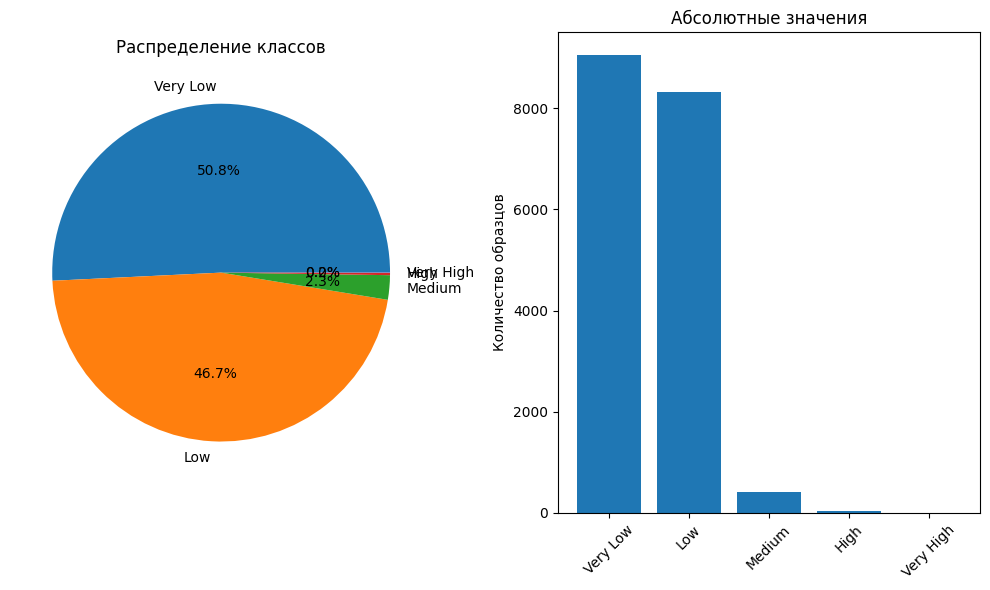 Распределение классов
Very Low
50.8%
Very High
Medium
2.3%
46.7%
Low
Абсолютные значения
Количество образцов
8000
6000
4000
2000
0
Very Low
Low
Medium
High
Very High